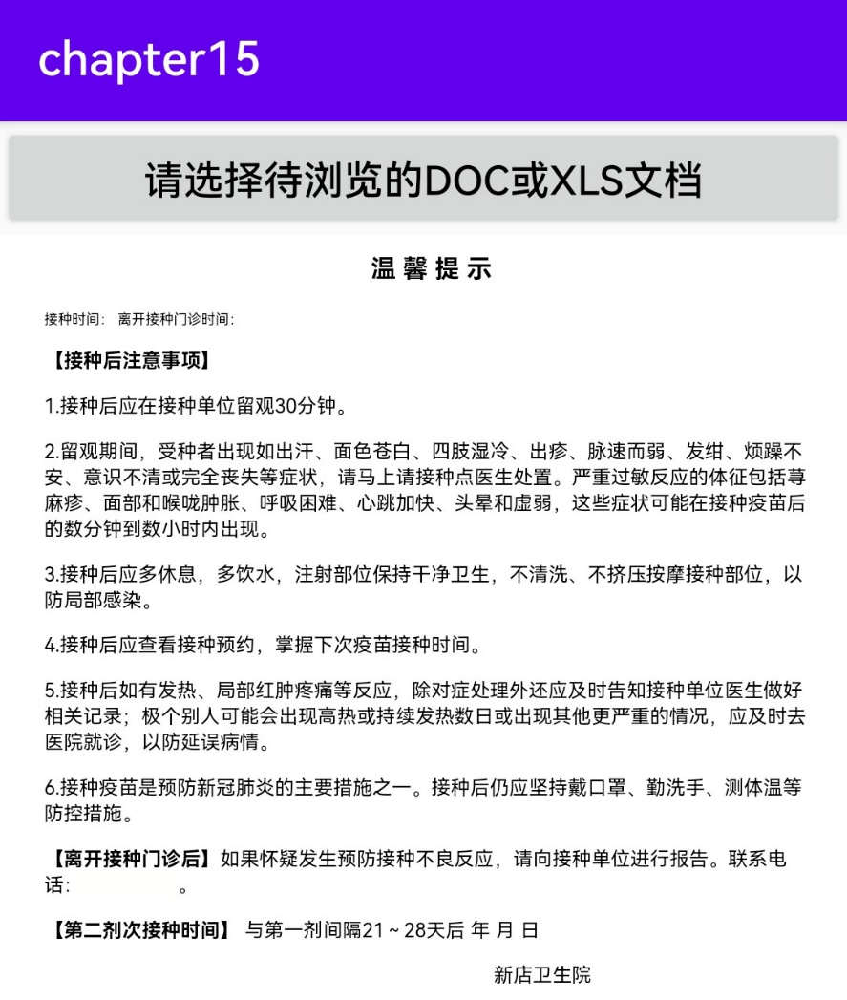 chapter15
请选择待浏览的DOC或XLS文档
温 馨 提 示
接种时间： 离开接种门诊时间：
【接种后注意事项】
1.接种后应在接种单位留观30分钟。
2.留观期间，受种者出现如出汗、面色苍白、四肢湿冷、出疹、脉速而弱、发绀、烦躁不
安、意识不清或完全丧失等症状，请马上请接种点医生处置。严重过敏反应的体征包括荨
麻疹、面部和喉咙肿胀、呼吸困难、心跳加快、头晕和虚弱，这些症状可能在接种疫苗后
的数分钟到数小时内出现。
3.接种后应多休息，多饮水，注射部位保持干净卫生，不清洗、不挤压按摩接种部位，以
防局部感染。
4.接种后应查看接种预约，掌握下次疫苗接种时间。
5.接种后如有发热、局部红肿疼痛等反应，除对症处理外还应及时告知接种单位医生做好
相关记录；极个别人可能会出现高热或持续发热数日或出现其他更严重的情况，应及时去
医院就诊，以防延误病情。
6.接种疫苗是预防新冠肺炎的主要措施之一。接种后仍应坚持戴口罩、勤洗手、测体温等
防控措施。
【离开接种门诊后】如果怀疑发生预防接种不良反应，请向接种单位进行报告。联系电
话： 。
【第二剂次接种时间】 与第一剂间隔21～28天后 年 月 日
新店卫生院